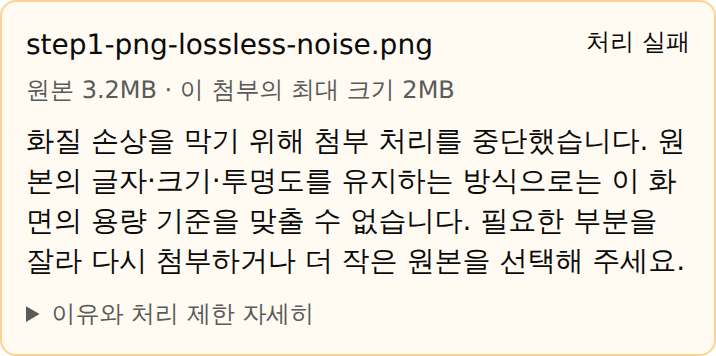 step1-png-lossless-noise.png 처리 실패
원본 3.2MB · 이 첨부의 최대 크기 2MB
화질 손상을 막기 위해 첨부 처리를 중단했습니다. 원
본의 글자·크기·투명도를 유지하는 방식으로는 이 화
면의 용량 기준을 맞출 수 없습니다. 필요한 부분을
잘라 다시 첨부하거나 더 작은 원본을 선택해 주세요.
▶ 이유와 처리 제한 자세히